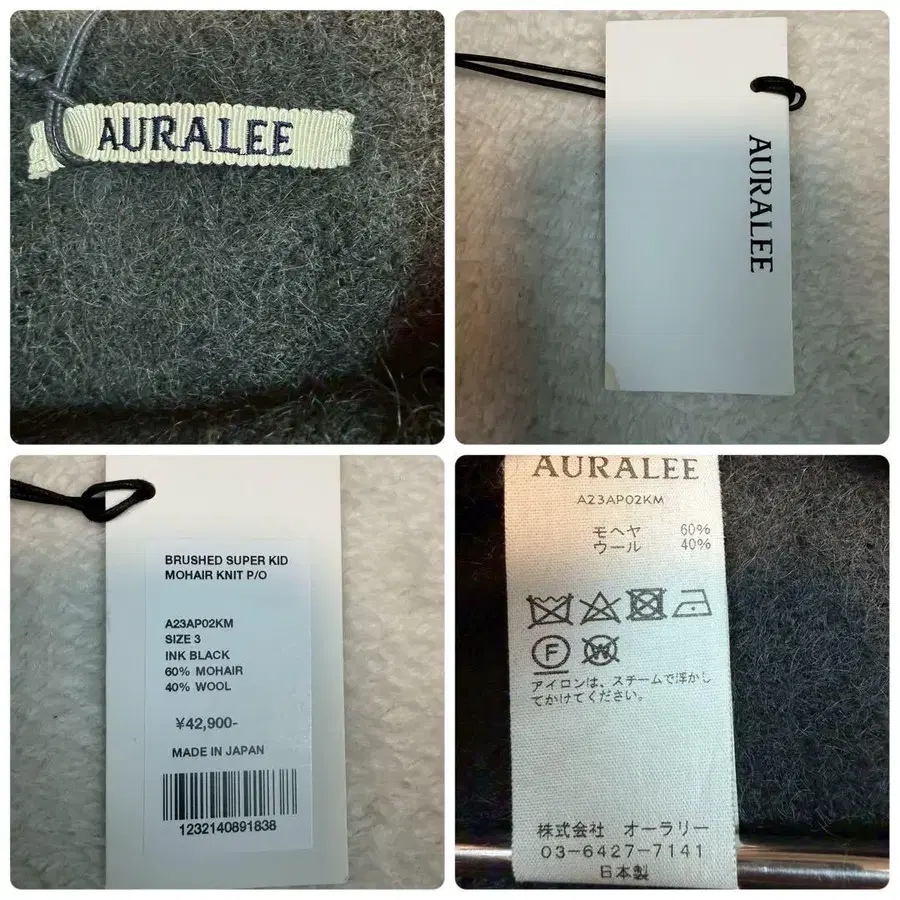 AURALEE
AURALEE
BRUSHED SUPER KID
MOHAIR KNIT P/O
A23AP02KM
SIZE 3
INK BLACK
60% MOHAIR
40% WOOL
¥42,900-
MADE IN JAPAN
1232140891838
AURALEE
A23AP02KM
モヘヤ 60%
ウール 40%
F W
アイロンは、スチームで浮かし
てかけてください。
株式会社 オーラリー
03-6427-7141
日本製